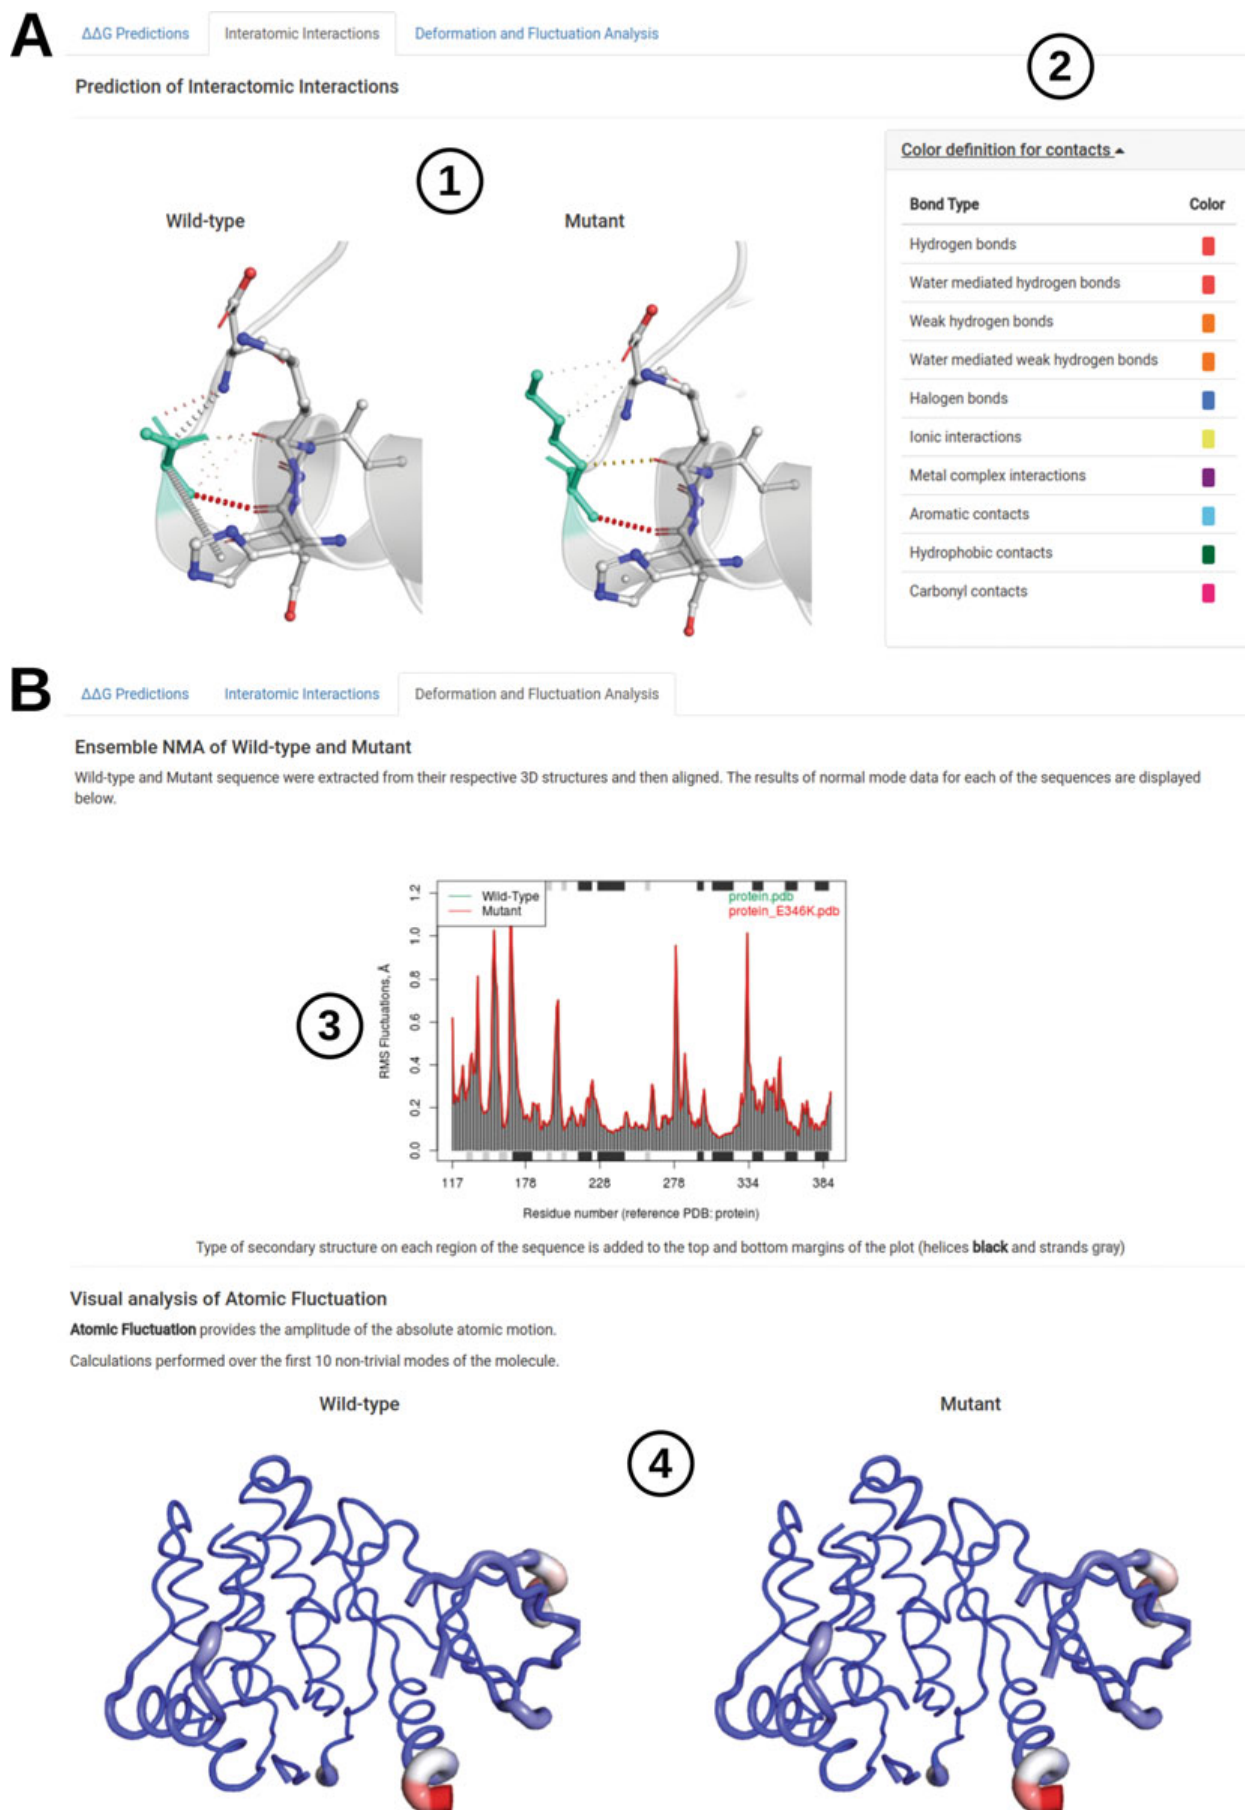 A
ΔΔG Predictions Interatomic Interactions Deformation and Fluctuation Analysis
2
Prediction of Interactomic Interactions
1
Wild-type Mutant
Color definition for contacts
Bond Type Color
Hydrogen bonds
Water mediated hydrogen bonds
Weak hydrogen bonds
Water mediated weak hydrogen bonds
Halogen bonds
Ionic interactions
Metal complex interactions
Aromatic contacts
Hydrophobic contacts
Carbonyl contacts
B
ΔΔG Predictions Interatomic Interactions Deformation and Fluctuation Analysis
Ensemble NMA of Wild-type and Mutant
Wild-type and Mutant sequence were extracted from their respective 3D structures and then aligned. The results of normal mode data for each of the sequences are displayed
below.
3
Wild-Type
Mutant
protein.pdb
protein_E346K.pdb
RMS Fluctuations, Å
1.2
1.0
0.8
0.6
0.4
0.2
0.0
117 178 228 278 334 384
Residue number (reference PDB: protein)
Type of secondary structure on each region of the sequence is added to the top and bottom margins of the plot (helices black and strands gray)
Visual analysis of Atomic Fluctuation
Atomic Fluctuation provides the amplitude of the absolute atomic motion.
Calculations performed over the first 10 non-trivial modes of the molecule.
Wild-type Mutant
4